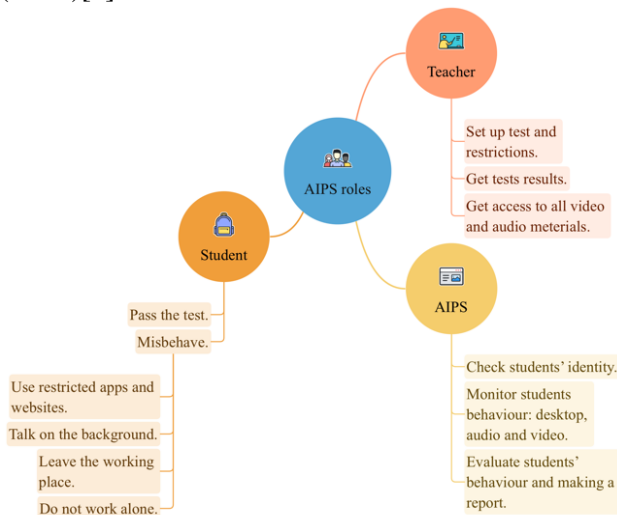 Teacher
Set up test and
restrictions.
Get tests results.
Get access to all video
and audio meterials.
AIPS roles
Student
Pass the test.
Misbehave.
Use restricted apps and
websites.
Talk on the background.
Leave the working
place.
Do not work alone.
AIPS
Check students’ identity.
Monitor students
behaviour: desktop,
audio and video.
Evaluate students’
behaviour and making a
report.